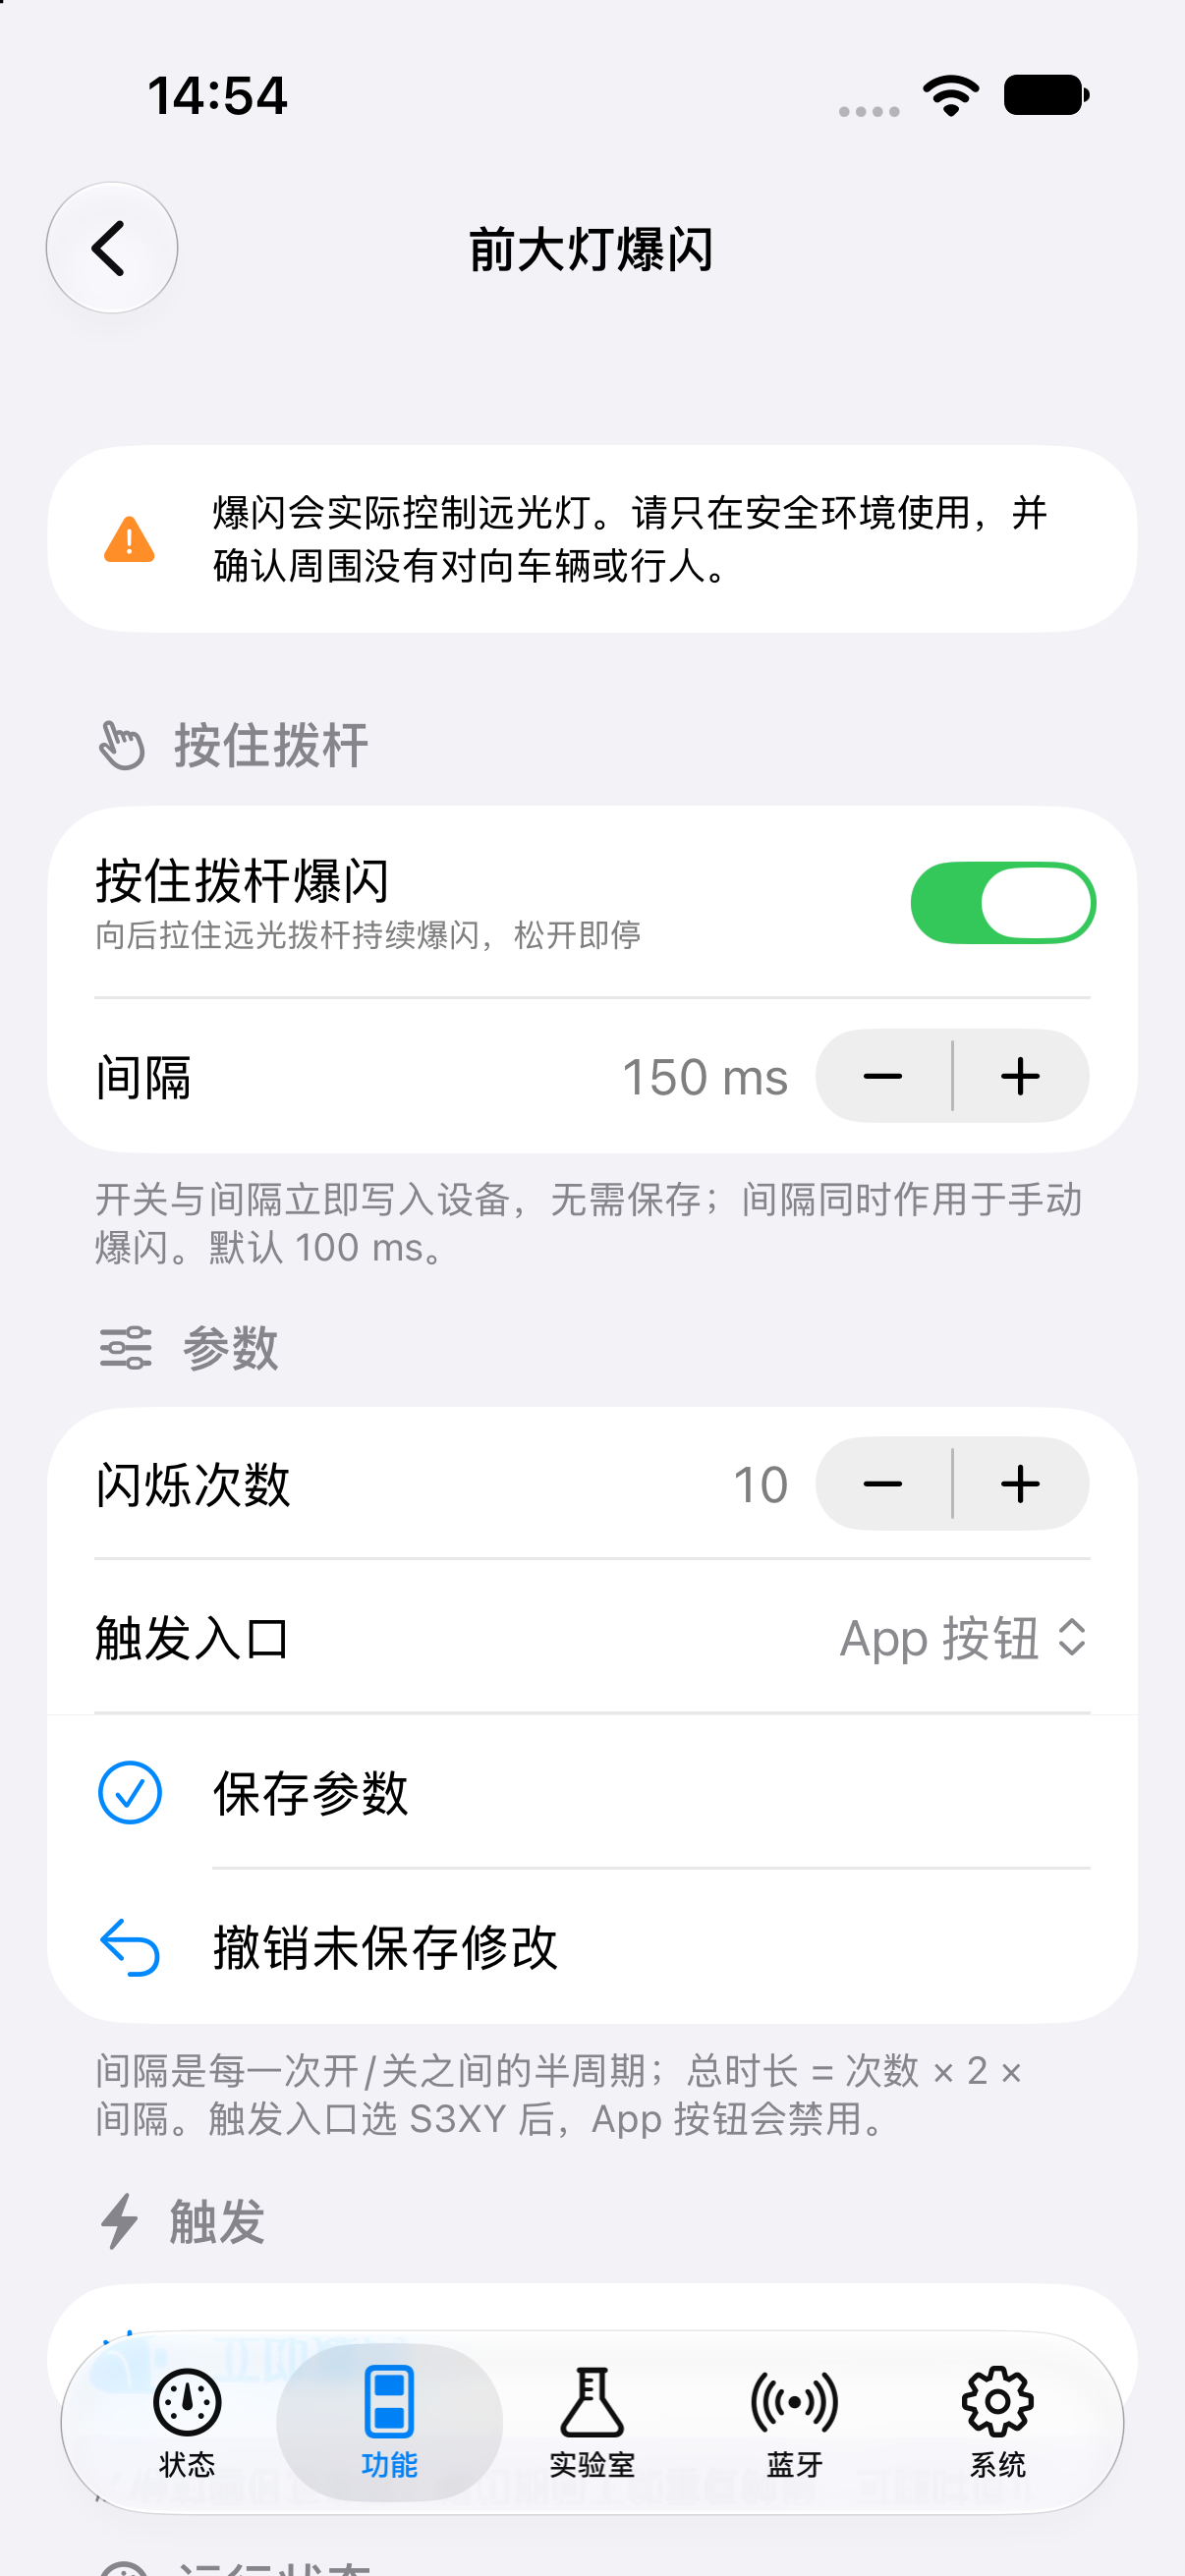 14:54
前大灯爆闪
爆闪会实际控制远光灯。请只在安全环境使用，并
确认周围没有对向车辆或行人。
按住拨杆
按住拨杆爆闪
向后拉住远光拨杆持续爆闪，松开即停
间隔
150 ms
开关与间隔立即写入设备，无需保存；间隔同时作用于手动
爆闪。默认 100 ms。
参数
闪烁次数
10
触发入口
App 按钮
保存参数
撤销未保存修改
间隔是每一次开/关之间的半周期；总时长 = 次数 × 2 ×
间隔。触发入口选 S3XY 后，App 按钮会禁用。
触发
状态
功能
实验室
蓝牙
系统